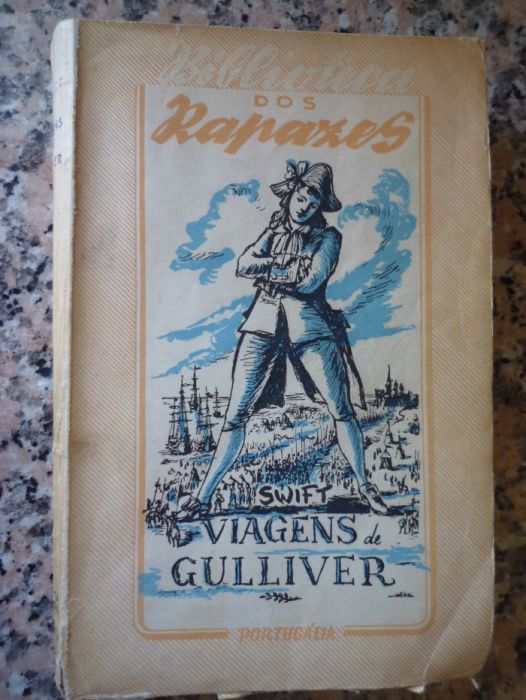 Biblioteca
DOS
Rapazes
SWIFT
VIAGENS de
GULLIVER
PORTUGÁLIA